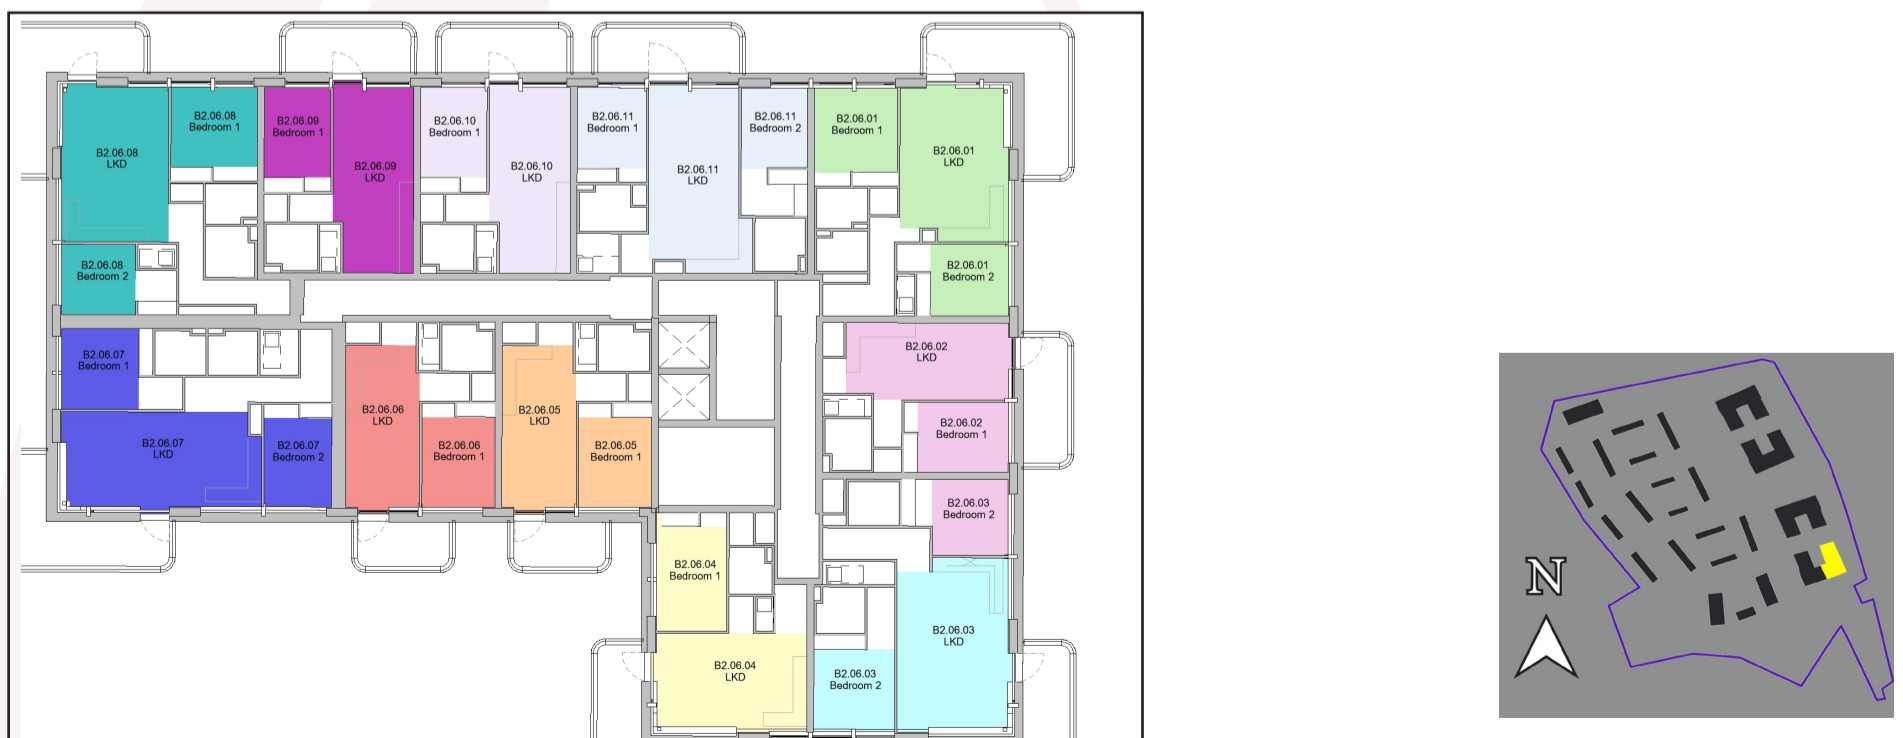 B2.06.08
LKD
B2.06.08
Bedroom 1
B2.06.09
Bedroom 1
B2.06.09
LKD
B2.06.10
Bedroom 1
B2.06.10
LKD
B2.06.11
Bedroom 1
B2.06.11
LKD
B2.06.11
Bedroom 2
B2.06.01
Bedroom 1
B2.06.01
LKD
B2.06.08
Bedroom 2
B2.06.01
Bedroom 2
B2.06.07
Bedroom 1
B2.06.02
LKD
B2.06.07
LKD
B2.06.07
Bedroom 2
B2.06.06
LKD
B2.06.06
Bedroom 1
B2.06.05
LKD
B2.06.05
Bedroom 1
B2.06.02
Bedroom 1
B2.06.03
Bedroom 2
B2.06.04
Bedroom 1
B2.06.03
LKD
B2.06.04
LKD
B2.06.03
Bedroom 2
N